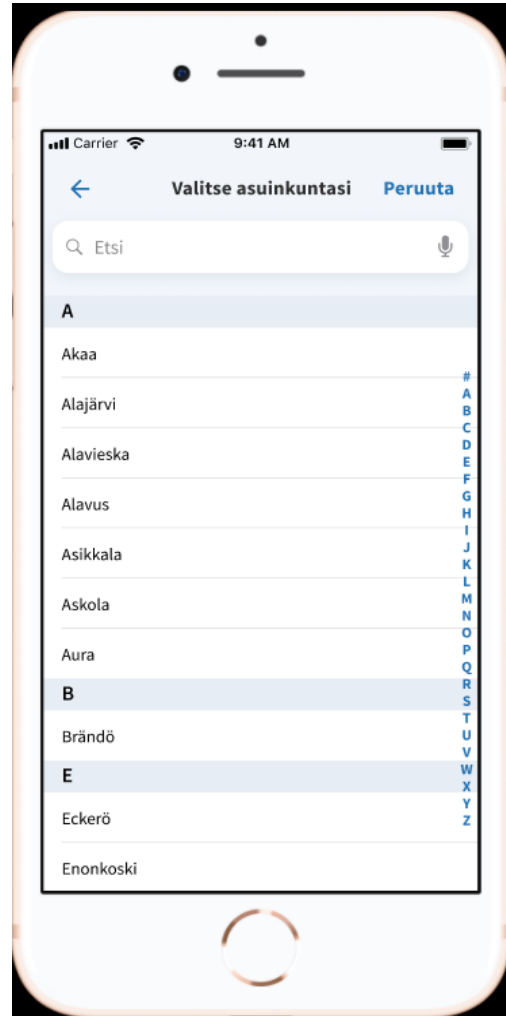 Carrier 9:41 AM
Valitse asuinkuntasi Peruuta
Etsi
A
Akaa
Alajärvi
Alavieska
Alavus
Asikkala
Askola
Aura
B
Brändö
E
Eckerö
Enonkoski
#
A
B
C
D
E
F
G
H
I
J
K
L
M
N
O
P
Q
R
S
T
U
V
W
X
Y
Z